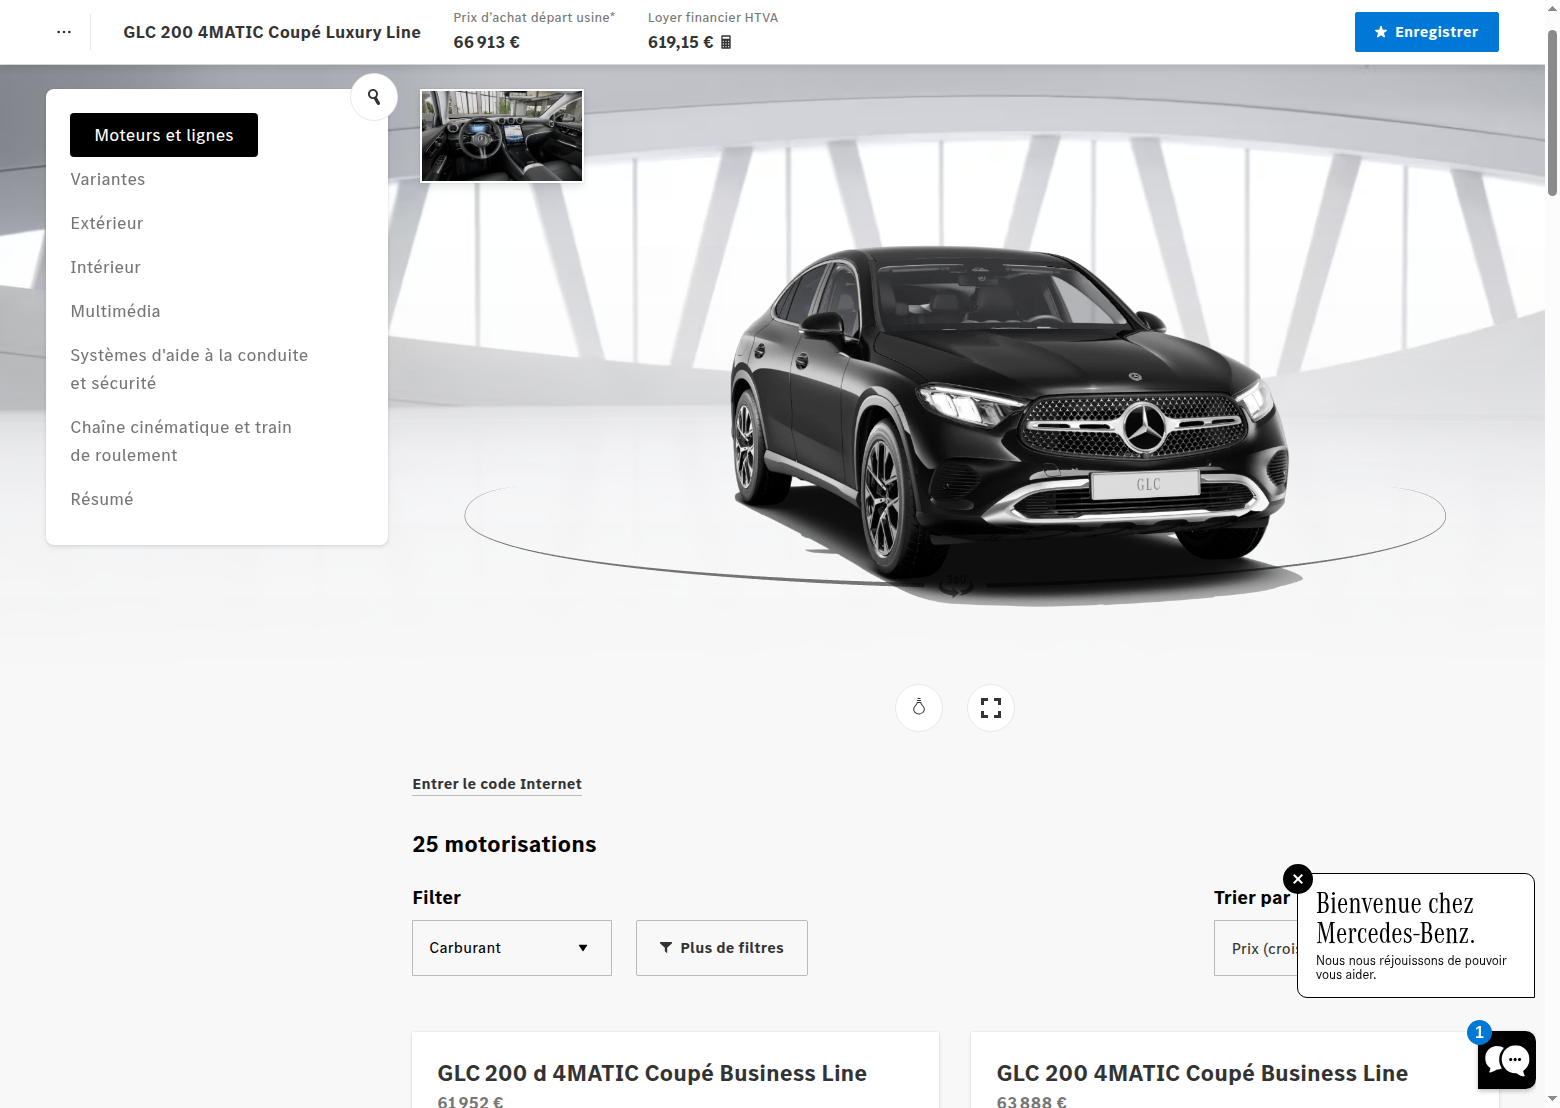 GLC 200 4MATIC Coupé Luxury Line
Prix d'achat départ usine*
66 913 €
Loyer financier HTVA
619,15 €
Enregistrer
Moteurs et lignes
Variantes
Extérieur
Intérieur
Multimédia
Systèmes d'aide à la conduite
et sécurité
Chaîne cinématique et train
de roulement
Résumé
GLC
360°
Entrer le code Internet
25 motorisations
Filter
Trier par
Carburant
Plus de filtres
Prix (crois
Bienvenue chez
Mercedes-Benz.
Nous nous réjouissons de pouvoir
vous aider.
1
GLC 200 d 4MATIC Coupé Business Line
61 952 €
GLC 200 4MATIC Coupé Business Line
63 888 €